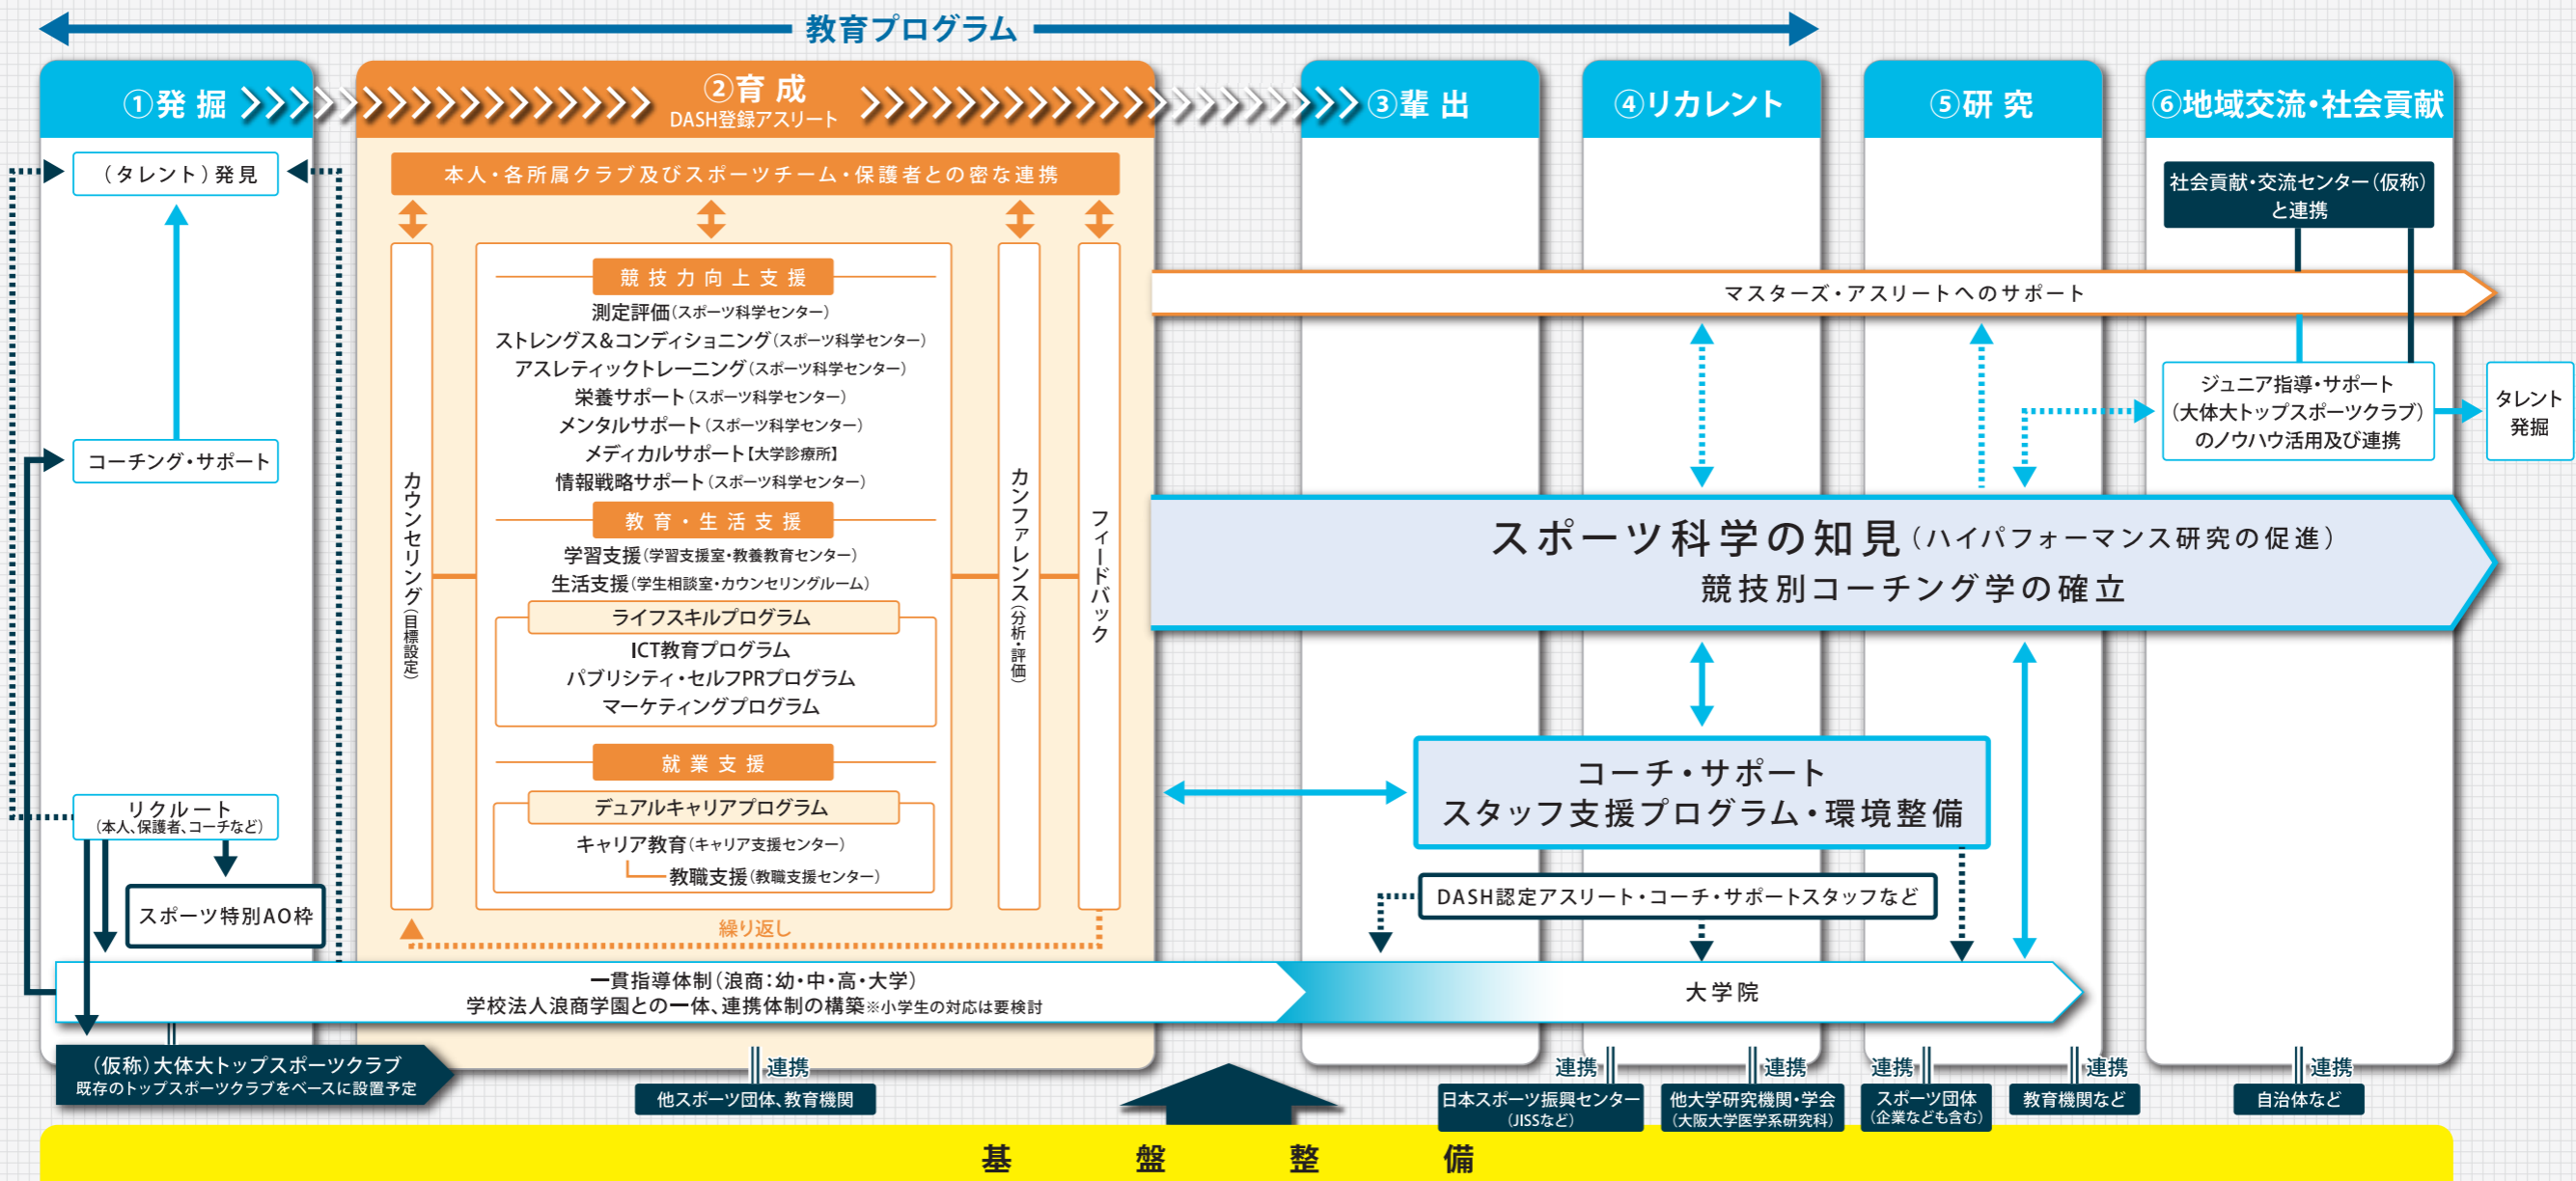 教育プログラム
①発掘
②育成
DASH登録アスリート
③輩出
④リカレント
⑤研究
⑥地域交流・社会貢献
(タレント)発見
コーチング・サポート
リクルート
(本人、保護者、コーチなど)
スポーツ特別AO枠
本人・各所属クラブ及びスポーツチーム・保護者との密な連携
カウンセリング(目標設定)
競技力向上支援
測定評価(スポーツ科学センター)
ストレングス&コンディショニング(スポーツ科学センター)
アスレティックトレーニング(スポーツ科学センター)
栄養サポート(スポーツ科学センター)
メンタルサポート(スポーツ科学センター)
メディカルサポート【大学診療所】
情報戦略サポート(スポーツ科学センター)
教育・生活支援
学習支援(学習支援室・教養教育センター)
生活支援(学生相談室・カウンセリングルーム)
ライフスキルプログラム
ICT教育プログラム
パブリシティ・セルフPRプログラム
マーケティングプログラム
就業支援
デュアルキャリアプログラム
キャリア教育(キャリア支援センター)
教職支援(教職支援センター)
カンファレンス(分析・評価)
フィードバック
繰り返し
社会貢献・交流センター(仮称)
と連携
マスターズ・アスリートへのサポート
ジュニア指導・サポート
(大体大トップスポーツクラブ)
のノウハウ活用及び連携
タレント
発掘
スポーツ科学の知見(ハイパフォーマンス研究の促進)
競技別コーチング学の確立
コーチ・サポート
スタッフ支援プログラム・環境整備
DASH認定アスリート・コーチ・サポートスタッフなど
一貫指導体制(浪商:幼・中・高・大学)
学校法人浪商学園との一体、連携体制の構築※小学生の対応は要検討
大学院
(仮称)大体大トップスポーツクラブ
既存のトップスポーツクラブをベースに設置予定
連携
他スポーツ団体、教育機関
連携
日本スポーツ振興センター
(JISSなど)
連携
他大学研究機関・学会
(大阪大学医学系研究科)
連携
スポーツ団体
(企業なども含む)
連携
教育機関など
連携
自治体など
基盤整備